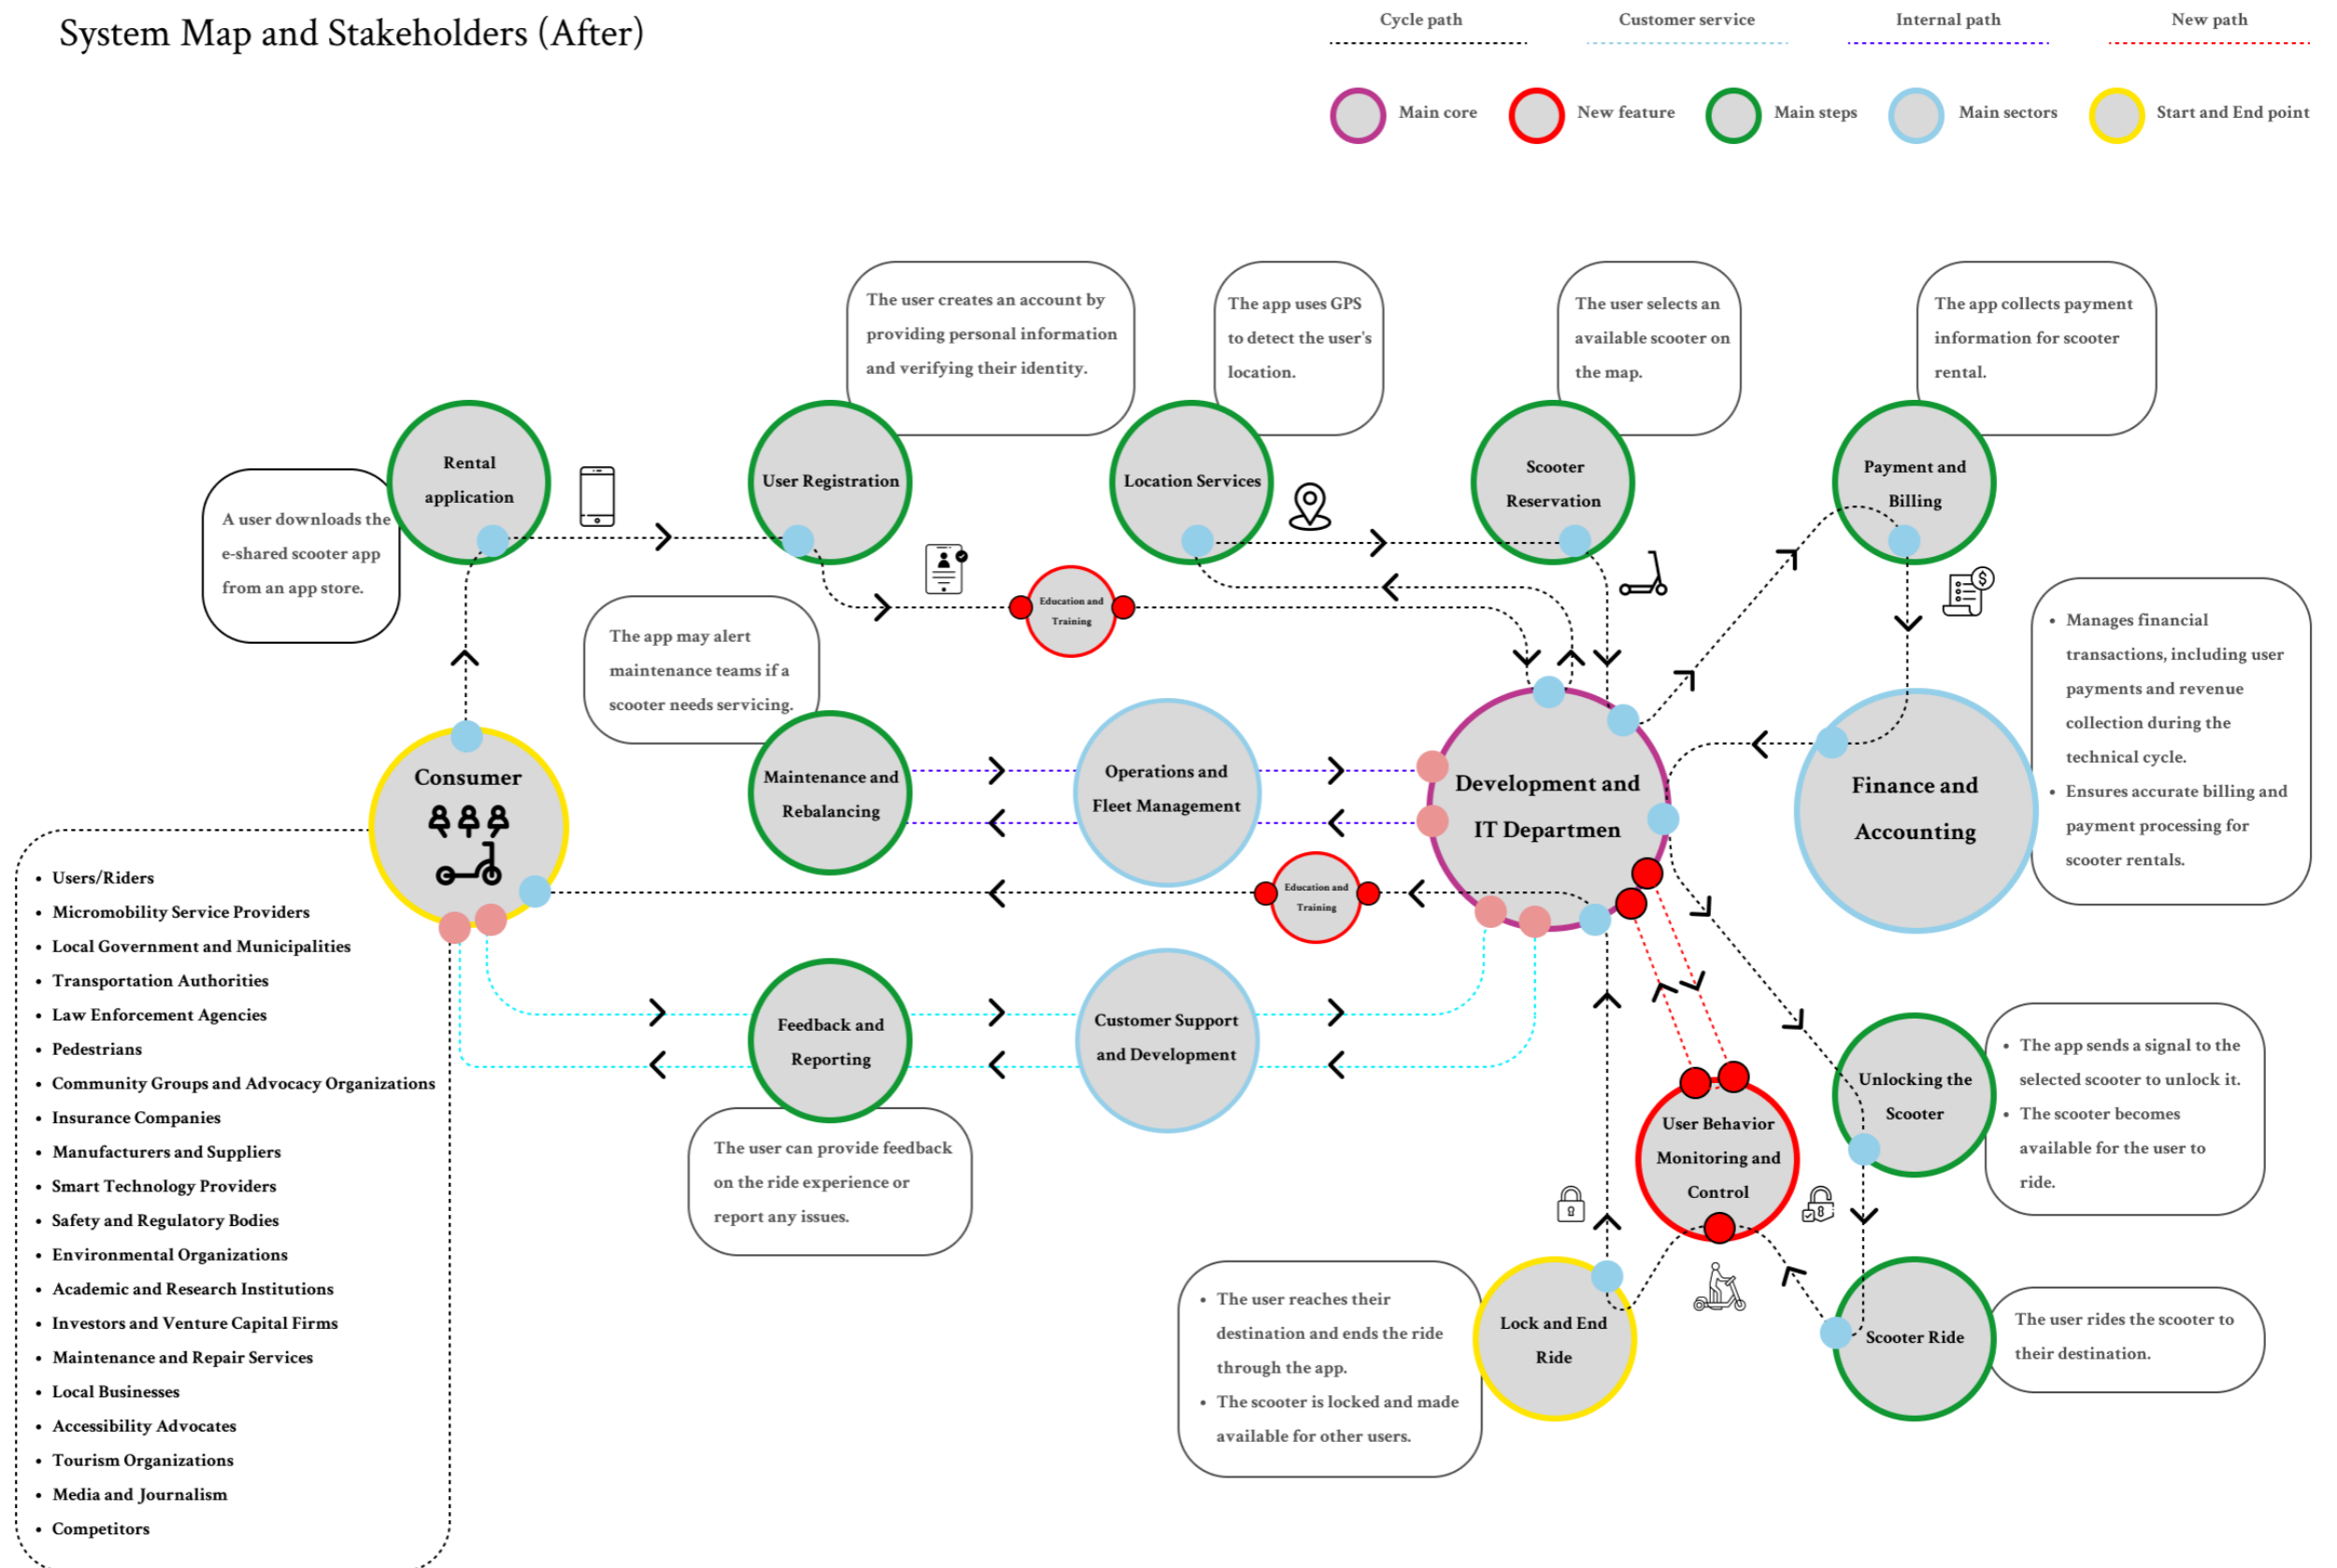 System Map and Stakeholders (After)
Cycle path
Customer service
Internal path
New path
Main core
New feature
Main steps
Main sectors
Start and End point
The user creates an account by
providing personal information
and verifying their identity.
The app uses GPS
to detect the user's
location.
The user selects an
available scooter on
the map.
The app collects payment
information for scooter
rental.
Rental
application
User Registration
Location Services
Scooter
Reservation
Payment and
Billing
A user downloads the
e-shared scooter app
from an app store.
Education and
Training
The app may alert
maintenance teams if a
scooter needs servicing.
• Manages financial
transactions, including user
payments and revenue
collection during the
technical cycle.
• Ensures accurate billing and
payment processing for
scooter rentals.
Consumer
Maintenance and
Rebalancing
Operations and
Fleet Management
Development and
IT Departmen
Finance and
Accounting
Education and
Training
• Users/Riders
• Micromobility Service Providers
• Local Government and Municipalities
• Transportation Authorities
• Law Enforcement Agencies
• Pedestrians
• Community Groups and Advocacy Organizations
• Insurance Companies
• Manufacturers and Suppliers
• Smart Technology Providers
• Safety and Regulatory Bodies
• Environmental Organizations
• Academic and Research Institutions
• Investors and Venture Capital Firms
• Maintenance and Repair Services
• Local Businesses
• Accessibility Advocates
• Tourism Organizations
• Media and Journalism
• Competitors
Feedback and
Reporting
Customer Support
and Development
The user can provide feedback
on the ride experience or
report any issues.
User Behavior
Monitoring and
Control
Unlocking the
Scooter
• The app sends a signal to the
selected scooter to unlock it.
• The scooter becomes
available for the user to
ride.
• The user reaches their
destination and ends the ride
through the app.
• The scooter is locked and made
available for other users.
Lock and End
Ride
Scooter Ride
The user rides the scooter to
their destination.